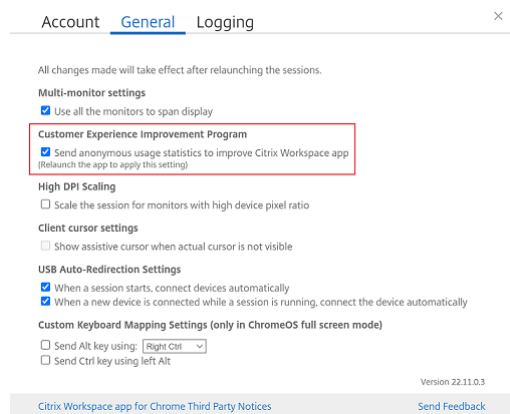 Account General Logging
All changes made will take effect after relaunching the sessions.
Multi-monitor settings
Use all the monitors to span display
Customer Experience Improvement Program
Send anonymous usage statistics to improve Citrix Workspace app
(Relaunch the app to apply this setting)
High DPI Scaling
Scale the session for monitors with high device pixel ratio
Client cursor settings
Show assistive cursor when actual cursor is not visible
USB Auto-Redirection Settings
When a session starts, connect devices automatically
When a new device is connected while a session is running, connect the device automatically
Custom Keyboard Mapping Settings (only in ChromeOS full screen mode)
Send Alt key using: Right Ctrl
Send Ctrl key using left Alt
Version 22.11.0.3
Citrix Workspace app for Chrome Third Party Notices Send Feedback